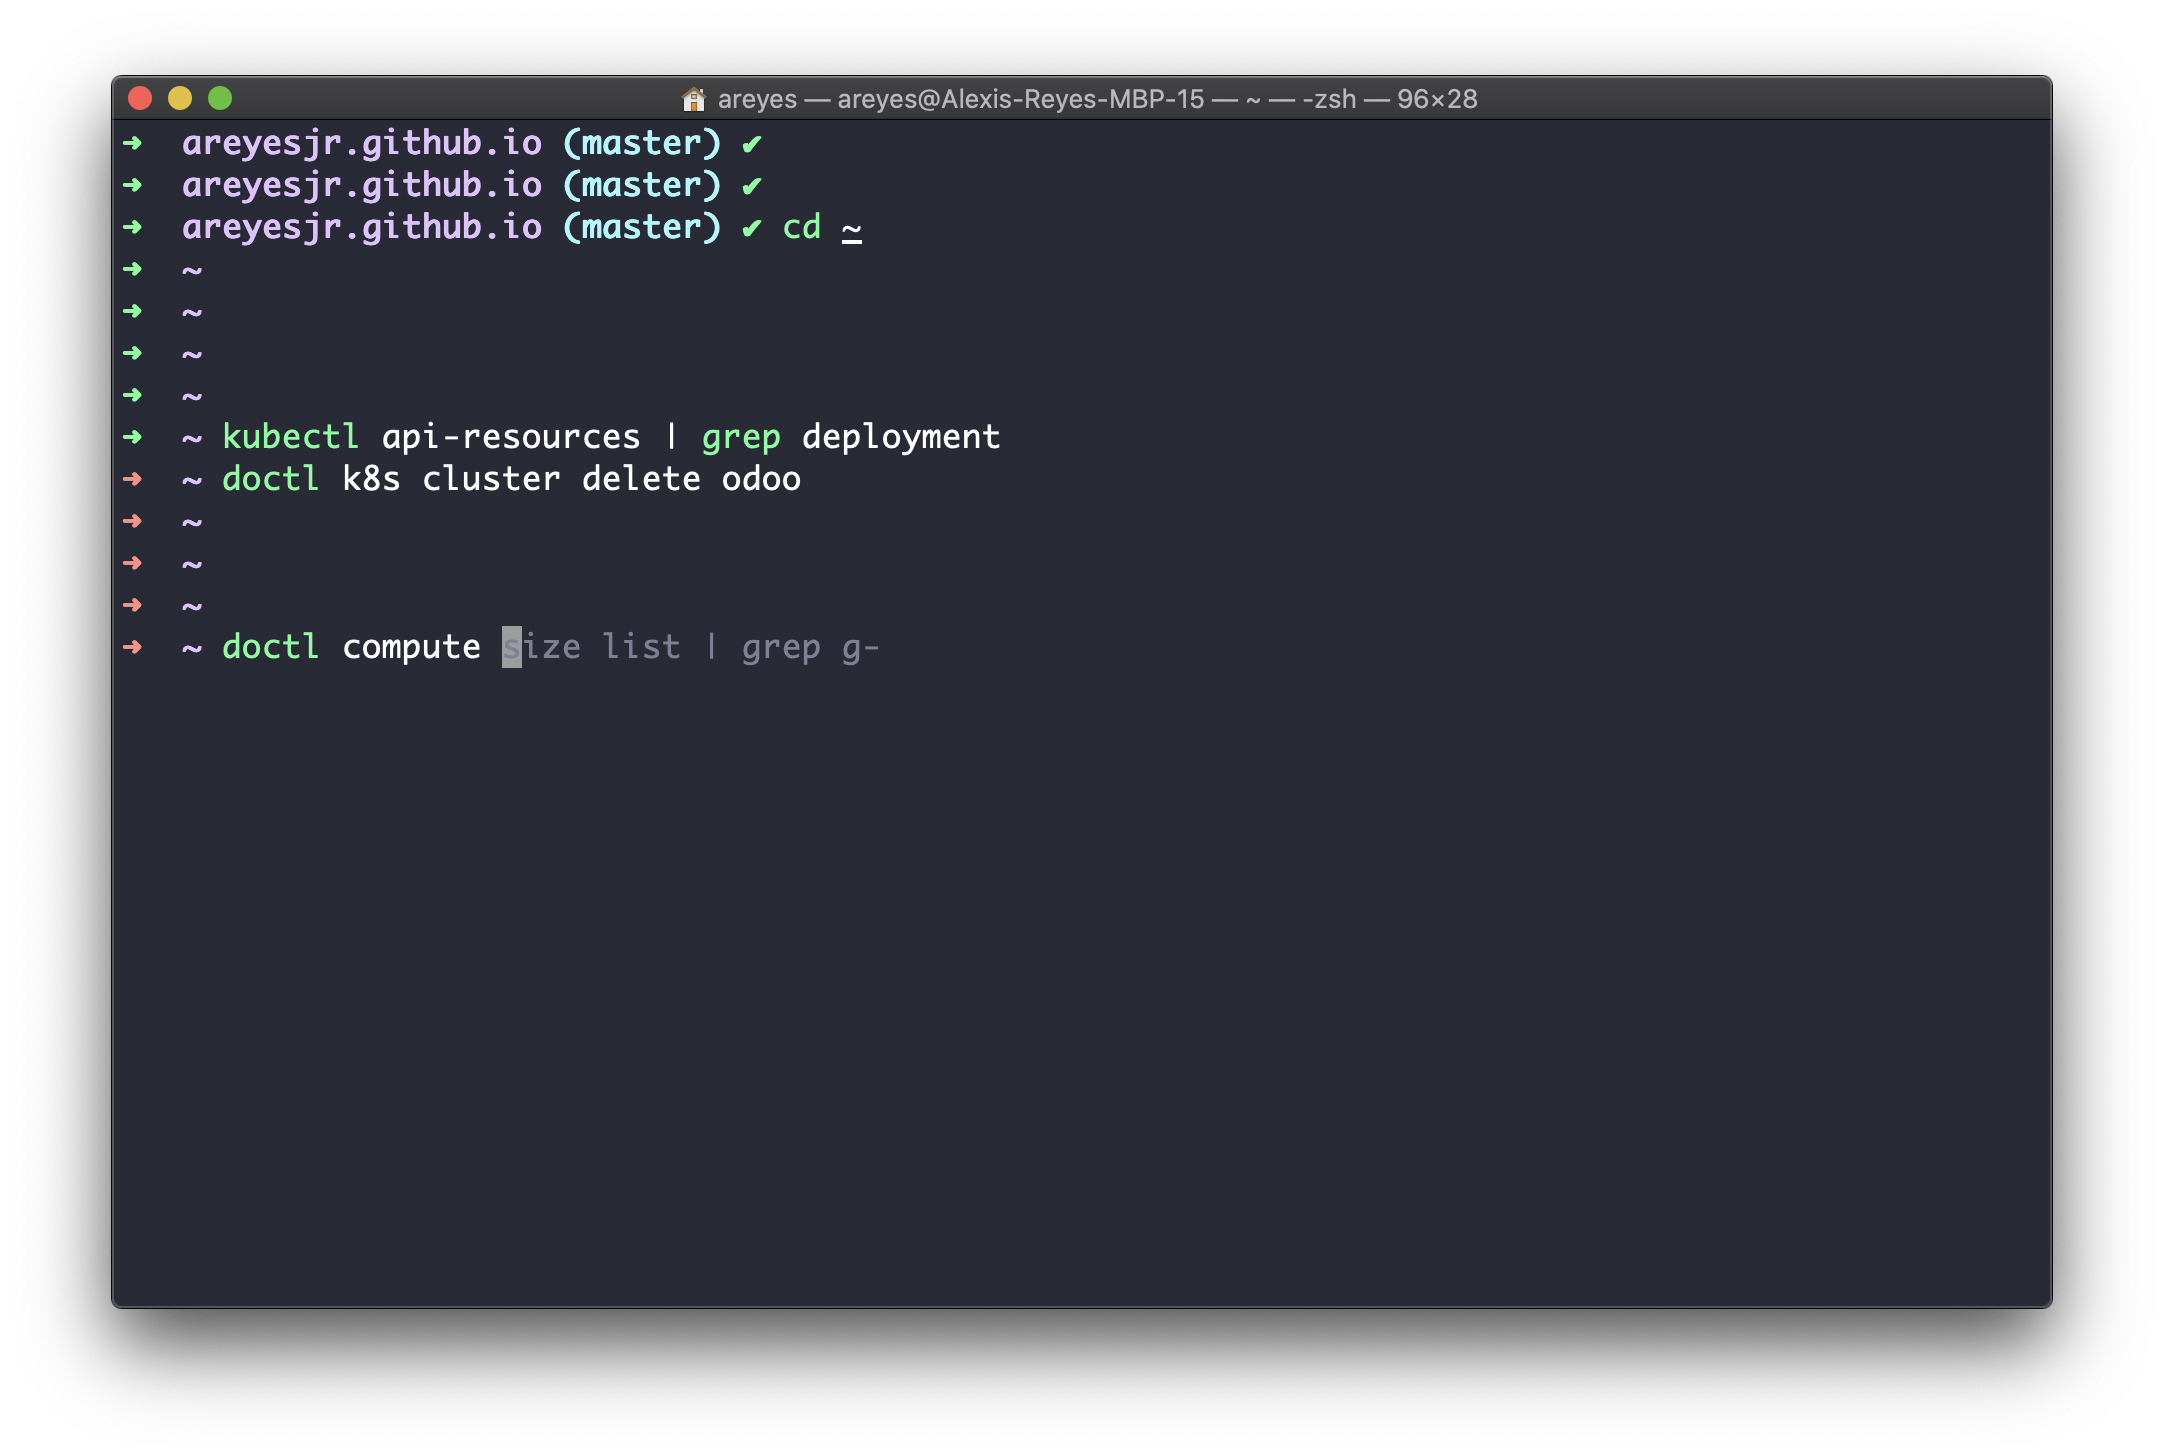 🏠 areyes — areyes@Alexis-Reyes-MBP-15 — ~ — -zsh — 96×28
➜  areyesjr.github.io (master) ✔
➜  areyesjr.github.io (master) ✔
➜  areyesjr.github.io (master) ✔ cd ~
➜  ~
➜  ~
➜  ~
➜  ~
➜  ~ kubectl api-resources | grep deployment
➜  ~ doctl k8s cluster delete odoo
➜  ~
➜  ~
➜  ~
➜  ~ doctl compute size list | grep g-